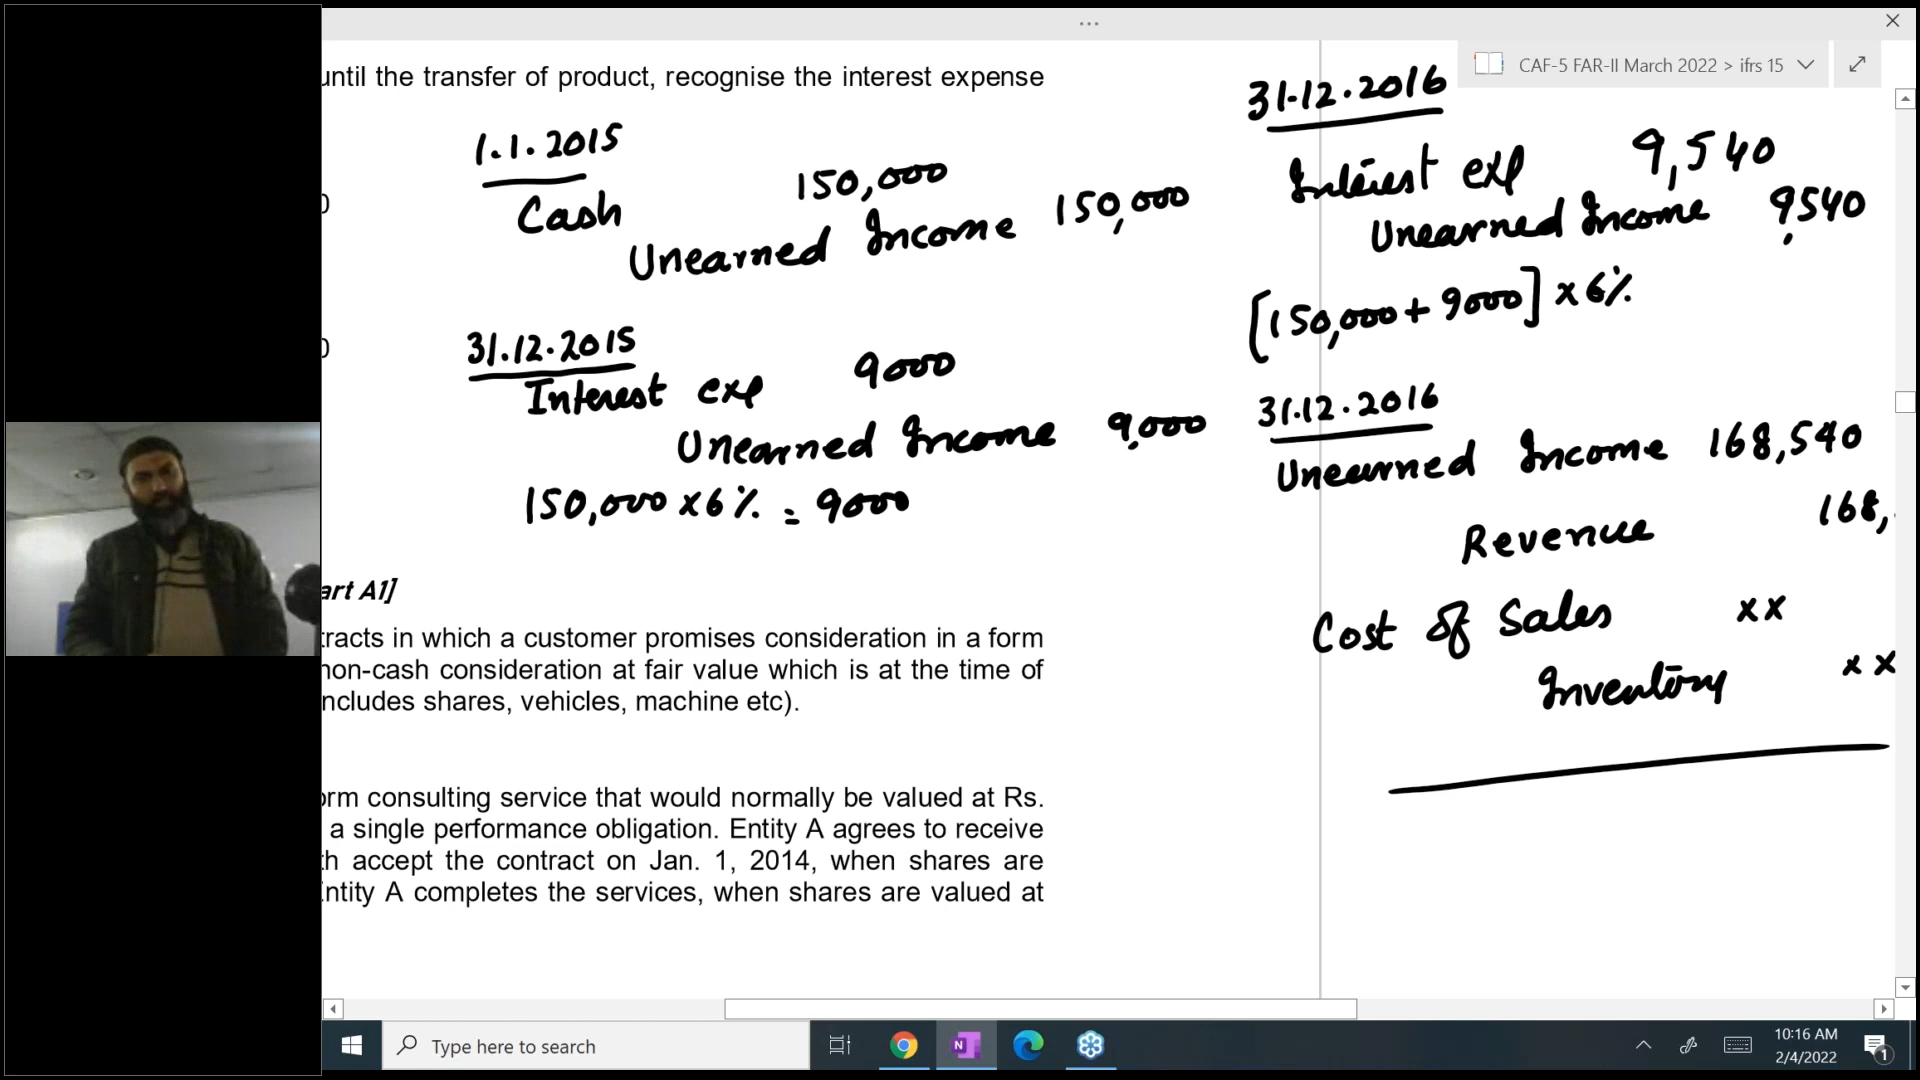 ...
CAF-5 FAR-II March 2022 > ifrs 15
until the transfer of product, recognise the interest expense
1.1.2015
Cash 150,000
Unearned Income 150,000
31.12.2015
Interest exp 9000
Unearned Income 9,000
150,000 x 6% = 9000
31.12.2016
Interest exp 9,540
Unearned Income 9,540
[150,000 + 9000] x 6%
31.12.2016
Unearned Income 168,540
Revenue 168,
Cost of Sales xx
Inventory xx
art A1]
tracts in which a customer promises consideration in a form
non-cash consideration at fair value which is at the time of
ncludes shares, vehicles, machine etc).
orm consulting service that would normally be valued at Rs.
a single performance obligation. Entity A agrees to receive
th accept the contract on Jan. 1, 2014, when shares are
Entity A completes the services, when shares are valued at
Type here to search
N
10:16 AM
2/4/2022
1